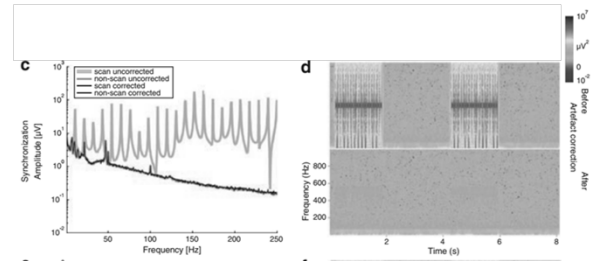 c
scan uncorrected
non-scan uncorrected
scan corrected
non-scan corrected
10³
10²
10¹
10⁰
10⁻¹
10⁻²
Synchronization
Amplitude [µV]
50 100 150 200 250
Frequency [Hz]
d
10⁷
µV²
0
10⁻²
Before
After
Artefact correction
800
600
400
200
Frequency (Hz)
2 4 6 8
Time (s)